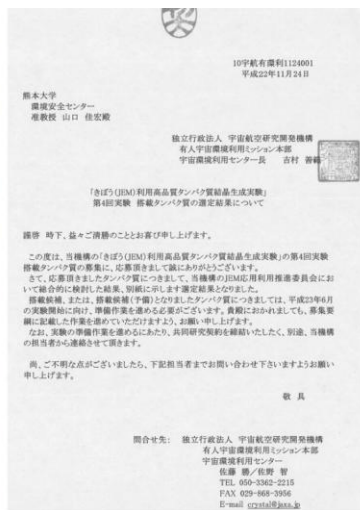 10宇航有環利1124001
平成22年11月24日
熊本大学
環境安全センター
准教授 山口 佳宏殿
独立行政法人 宇宙航空研究開発機構
有人宇宙環境利用ミッション本部
宇宙環境利用センター長 吉村 善範
「きぼう(JEM)利用高品質タンパク質結晶生成実験」
第4回実験 搭載タンパク質の選定結果について
謹啓 時下、益々ご清勝のこととお喜び申し上げます。
この度は、当機構の「きぼう(JEM)利用高品質タンパク質結晶生成実験」の第4回実験
搭載タンパク質の募集に、応募頂きまして誠にありがとうございます。
さて、応募頂きましたタンパク質につきまして、当機構のJEM応用利用推進委員会にお
いて総合的に検討した結果、別紙に示します選定結果となりました。
搭載候補、または、搭載候補(予備)となりましたタンパク質につきましては、平成23年6月
の実験開始に向け、準備作業を進める必要がございます。貴殿におかれましても、募集要
綱に記載した作業を進めていただけますよう、お願い申し上げます。
なお、実験の準備作業を進めるにあたり、共同研究契約を締結いたしたく、別途、当機構
の担当者から連絡させて頂きます。
尚、ご不明な点がございましたら、下記担当者までお問い合わせ下さいますようお願い
申し上げます。
敬 具
問合せ先: 独立行政法人 宇宙航空研究開発機構
有人宇宙環境利用ミッション本部
宇宙環境利用センター
佐藤 勝/佐野 智
TEL 050-3362-2215
FAX 029-868-3956
E-mail crystal@jaxa.jp